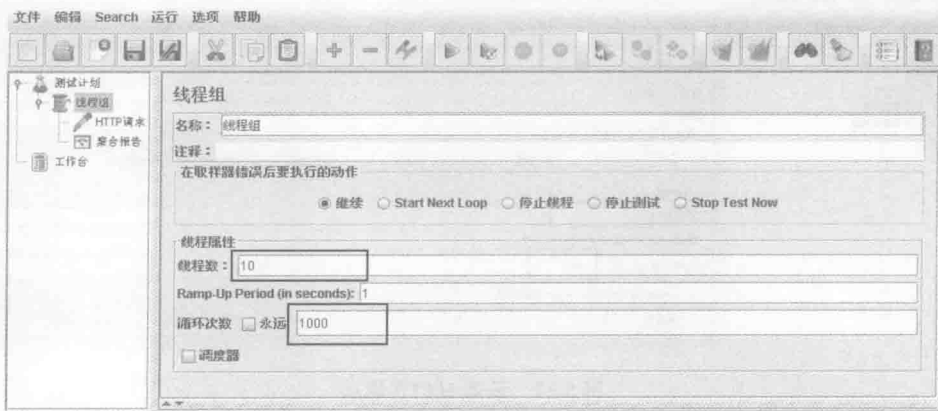 文件 编辑 Search 运行 选项 帮助
测试计划
线程组
HTTP请求
聚合报告
工作台
线程组
名称： 线程组
注释：
在取样器错误后要执行的动作
继续 Start Next Loop 停止线程 停止测试 Stop Test Now
线程属性
线程数： 10
Ramp-Up Period (in seconds): 1
循环次数 永远 1000
调度器